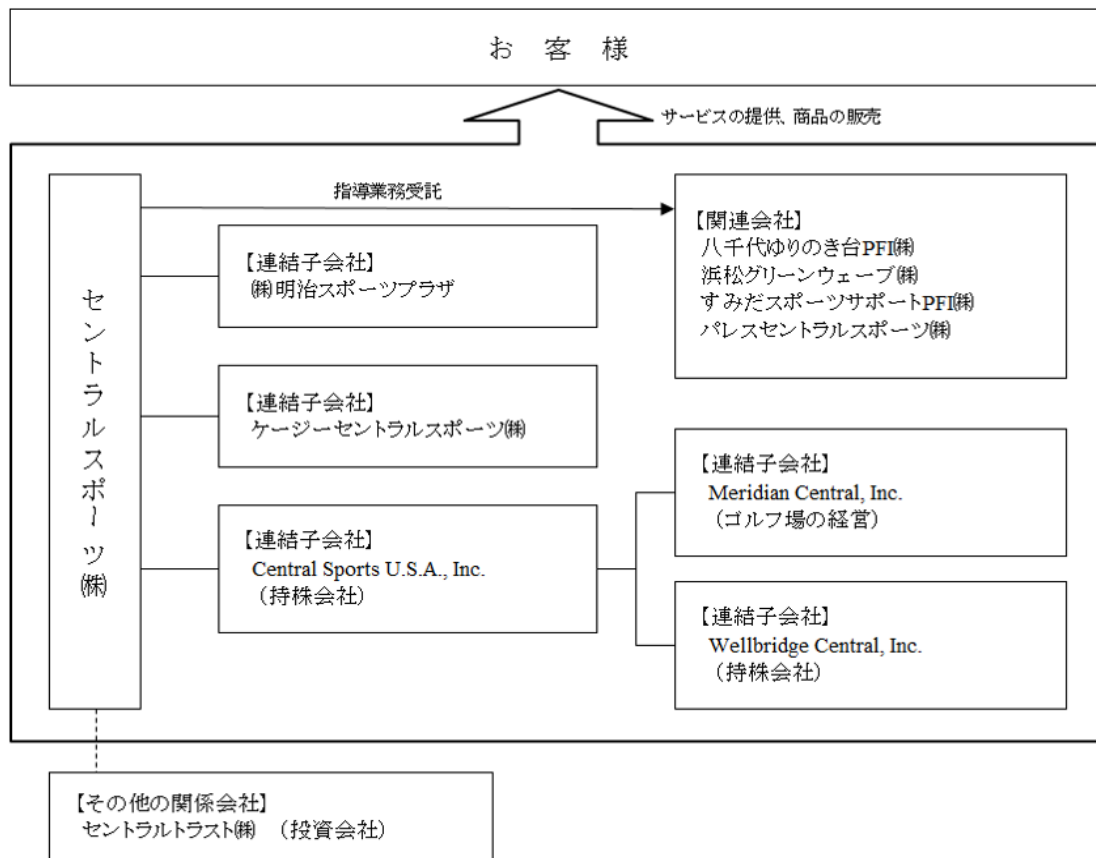 お 客 様
サービスの提供、商品の販売
セントラルスポーツ㈱
指導業務受託
【関連会社】
八千代ゆりのき台PFI㈱
浜松グリーンウェーブ㈱
すみだスポーツサポートPFI㈱
パレスセントラルスポーツ㈱
【連結子会社】
㈱明治スポーツプラザ
【連結子会社】
ケージーセントラルスポーツ㈱
【連結子会社】
Central Sports U.S.A., Inc.
（持株会社）
【連結子会社】
Meridian Central, Inc.
（ゴルフ場の経営）
【連結子会社】
Wellbridge Central, Inc.
（持株会社）
【その他の関係会社】
セントラルトラスト㈱　（投資会社）